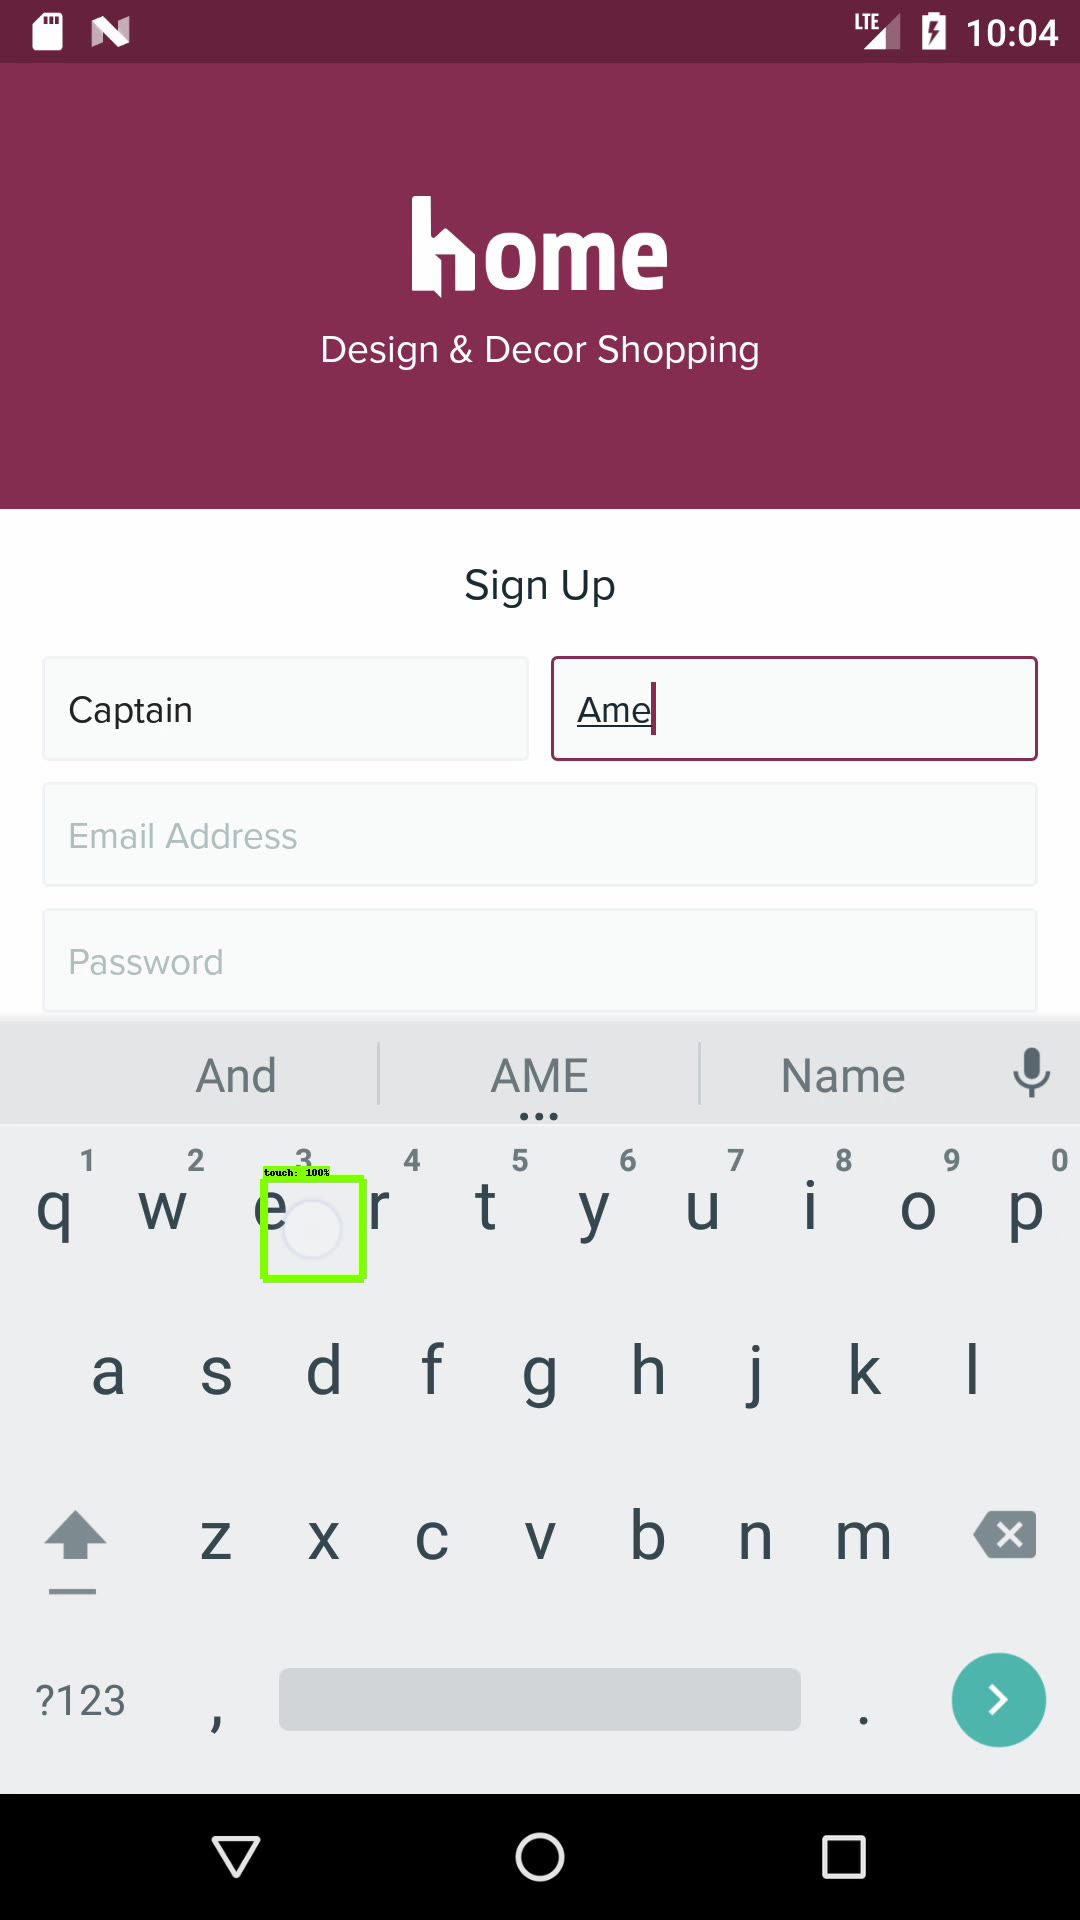 LTE 10:04
home
Design & Decor Shopping
Sign Up
Captain Ame
Email Address
Password
And AME Name
1 2 3 4 5 6 7 8 9 0
touch: 100%
q w e r t y u i o p
a s d f g h j k l
z x c v b n m
?123 , .